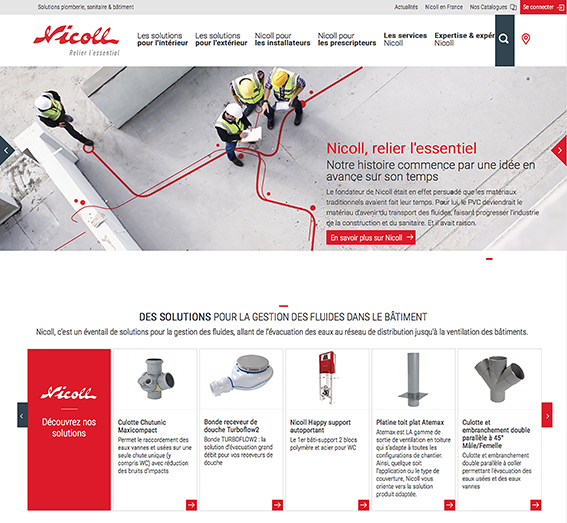 Solutions plomberie, sanitaire & bâtiment
Actualités
Nicoll en France
Nos Catalogues
Se connecter
Nicoll
Relier l'essentiel
Les solutions
pour l'intérieur
Les solutions
pour l'extérieur
Nicoll pour
les installateurs
Nicoll pour
les prescripteurs
Les services
Nicoll
Expertise & expér
Nicoll
Nicoll, relier l'essentiel
Notre histoire commence par une idée en
avance sur son temps
Le fondateur de Nicoll était en effet persuadé que les matériaux
traditionnels avaient fait leur temps. Pour lui, le PVC deviendrait le
matériau d'avenir du transport des fluides, faisant progresser l'industrie
de la construction et du sanitaire. Et il avait raison.
En savoir plus sur Nicoll
DES SOLUTIONS POUR LA GESTION DES FLUIDES DANS LE BÂTIMENT
Nicoll, c'est un éventail de solutions pour la gestion des fluides, allant de l'évacuation des eaux au réseau de distribution jusqu'à la ventilation des bâtiments.
Nicoll
Découvrez nos
solutions
Culotte Chutunic
Maxicompact
Permet le raccordement des
eaux vannes et usées sur une
seule chute unique (y
compris WC) avec réduction
des bruits d'impacts
Bonde receveur de
douche Turboflow2
Bonde TURBOFLOW2 : la
solution d'évacuation grand
débit pour vos receveurs de
douche
Nicoll Happy support
autoportant
Le 1er bâti-support 2 blocs
polymère et acier pour WC
Platine toit plat Atemax
Atemax est LA gamme de
sortie de ventilation en toiture
qui s'adapte à toutes les
configurations de chantier.
Ainsi, quelque soit
l'application ou le type de
couverture, Nicoll vous
oriente vers la solution
produit adaptée.
Culotte et
embranchement double
parallèle à 45°
Mâle/Femelle
Culotte et embranchement
double parallèle à coller
permettant l'évacuation des
eaux usées et des eaux
vannes